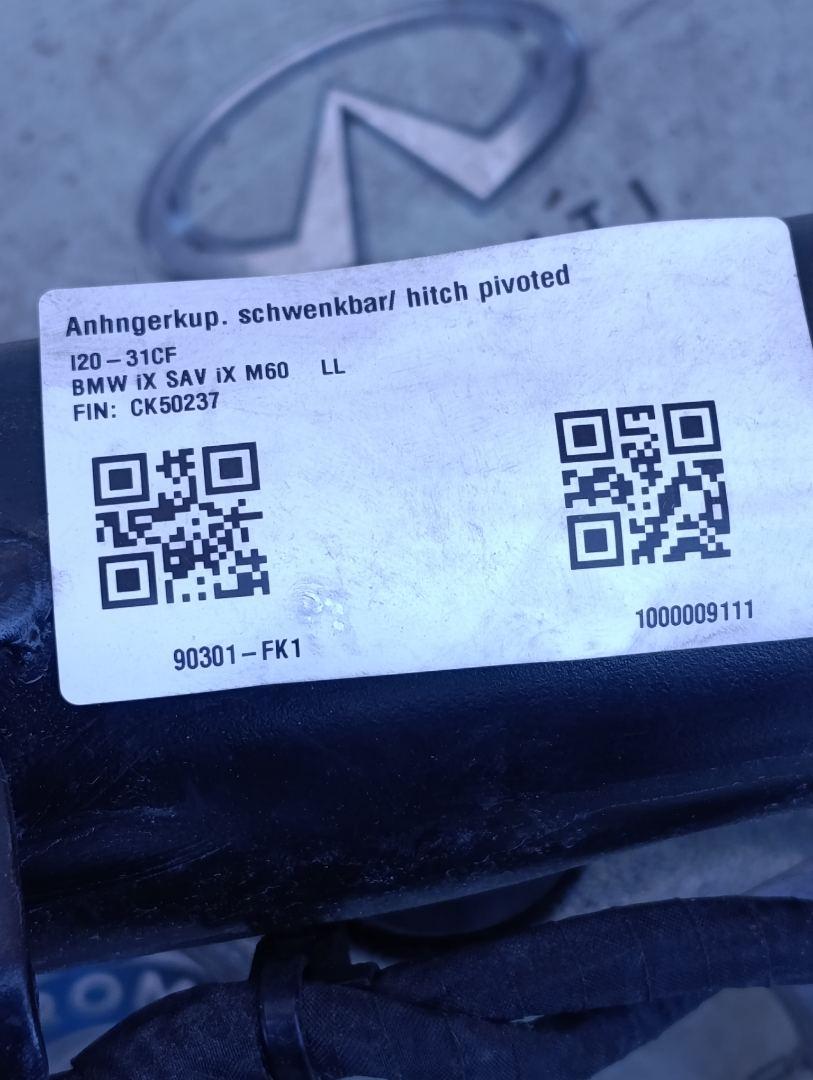 Anhngerkup. schwenkbar/ hitch pivoted
I20-31CF
BMW iX SAV iX M60 LL
FIN: CK50237
90301-FK1
1000009111